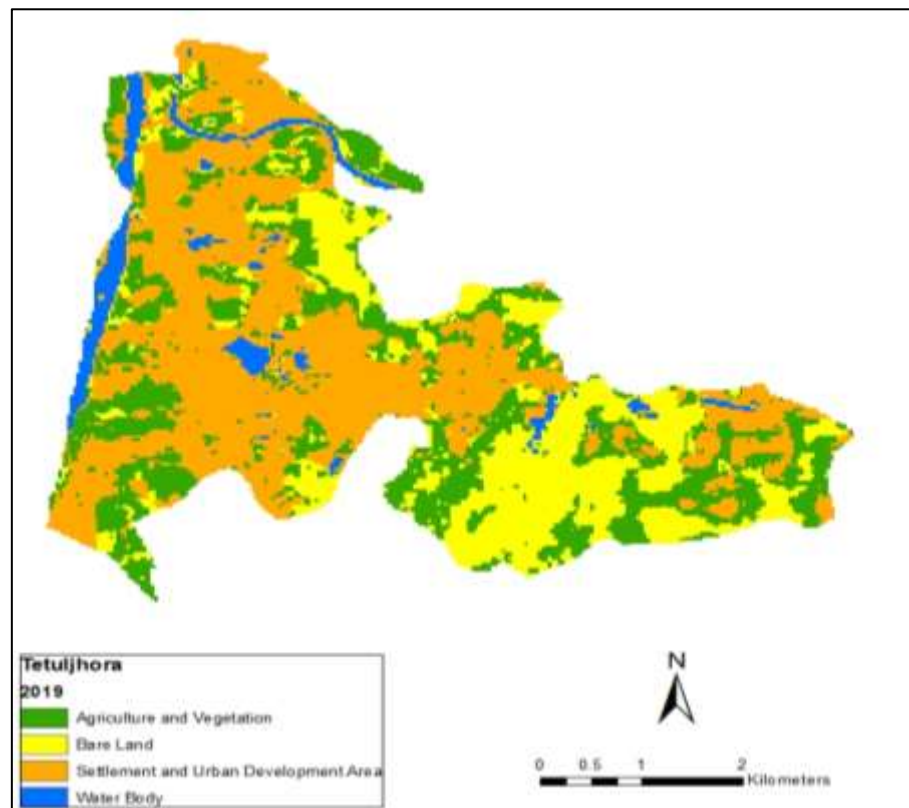 Tetuljhora
2019
Agriculture and Vegetation
Bare Land
Settlement and Urban Development Area
Water Body
N
0 0.5 1 2
Kilometers